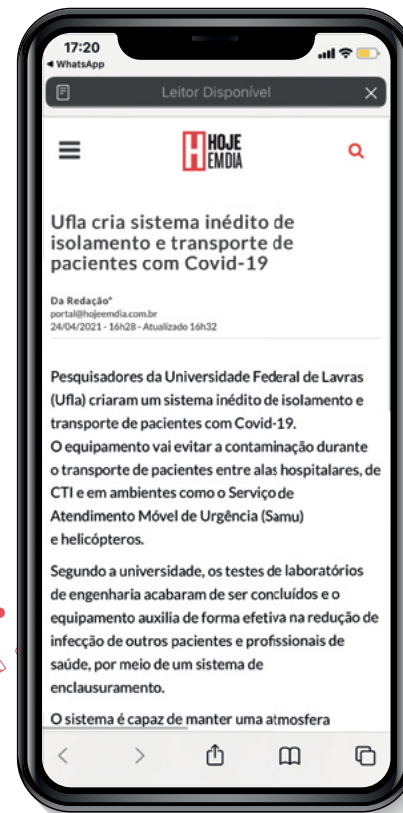 17:20
◀ WhatsApp
Leitor Disponível
HOJE
EM DIA
Ufla cria sistema inédito de
isolamento e transporte de
pacientes com Covid-19
Da Redação*
portal@hojeemdia.com.br
24/04/2021 - 16h28 - Atualizado 16h32
Pesquisadores da Universidade Federal de Lavras
(Ufla) criaram um sistema inédito de isolamento e
transporte de pacientes com Covid-19.
O equipamento vai evitar a contaminação durante
o transporte de pacientes entre alas hospitalares, de
CTI e em ambientes como o Serviço de
Atendimento Móvel de Urgência (Samu)
e helicópteros.
Segundo a universidade, os testes de laboratórios
de engenharia acabaram de ser concluídos e o
equipamento auxilia de forma efetiva na redução de
infecção de outros pacientes e profissionais de
saúde, por meio de um sistema de
enclausuramento.
O sistema é capaz de manter uma atmosfera